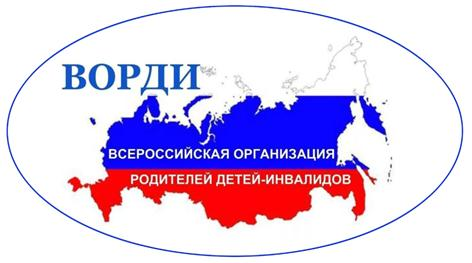 ВОРДИ
ВСЕРОССИЙСКАЯ ОРГАНИЗАЦИЯ
РОДИТЕЛЕЙ ДЕТЕЙ-ИНВАЛИДОВ